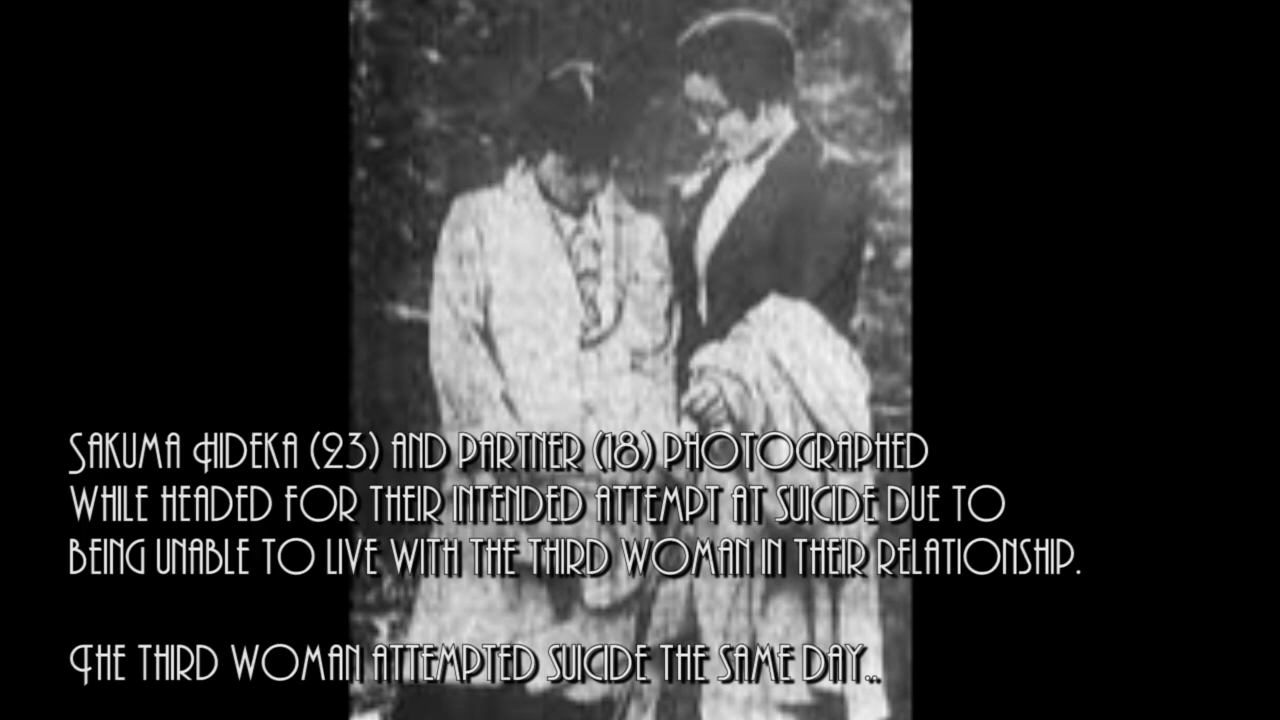 Sakuma Hideka (23) and partner (18) photographed
while headed for their intended attempt at suicide due to
being unable to live with the third woman in their relationship.
The third woman attempted suicide the same day..